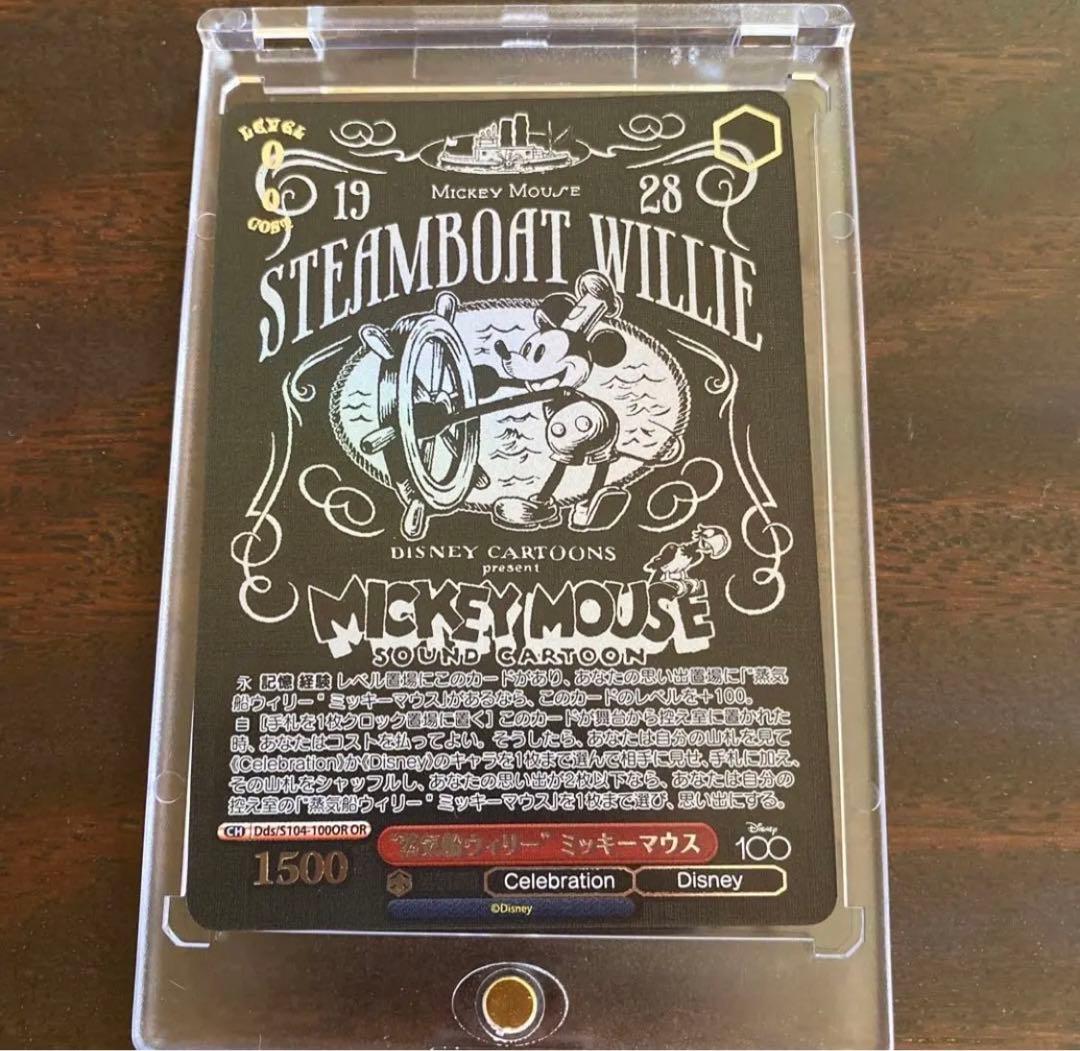 LEVEL
0
0
COST
19
MICKEY MOUSE
28
STEAMBOAT WILLIE
DISNEY CARTOONS
present
MICKEY MOUSE
SOUND CARTOON
永 記憶 経験 レベル置場にこのカードがあり、あなたの思い出置場に「“蒸気
船ウィリー” ミッキーマウス」があるなら、このカードのレベルを+100。
自 [手札を1枚クロック置場に置く] このカードが舞台から控え室に置かれた
時、あなたはコストを払ってよい。そうしたら、あなたは自分の山札を見て
《Celebration》か《Disney》のキャラを1枚まで選んで相手に見せ、手札に加え、
その山札をシャッフルし、あなたの思い出が2枚以下なら、あなたは自分の
控え室の「“蒸気船ウィリー” ミッキーマウス」を1枚まで選び、思い出にする。
CH Dds/S104-100OR OR
“蒸気船ウィリー” ミッキーマウス
Disney
100
1500
Celebration
Disney
©Disney